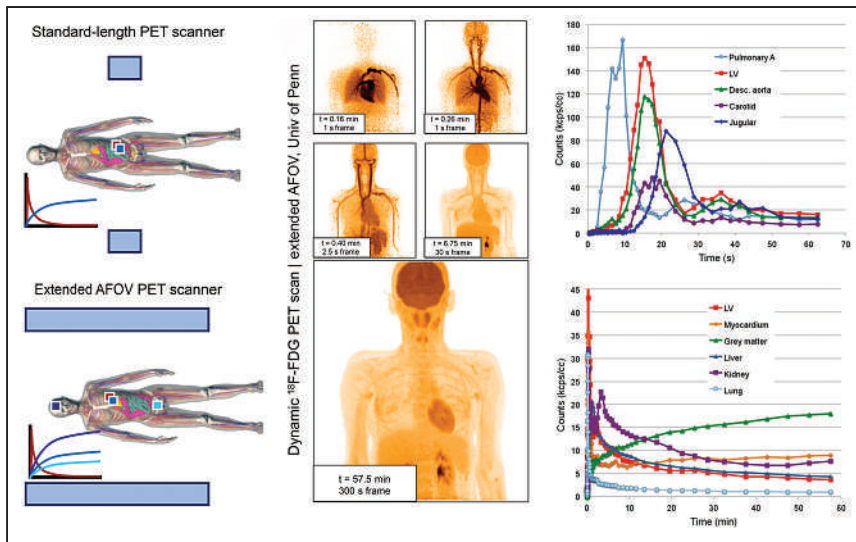 Standard-length PET scanner
Extended AFOV PET scanner
Dynamic ¹⁸F-FDG PET scan | extended AFOV, Univ of Penn
t = 0.16 min
1 s frame
t = 0.26 min
1 s frame
t = 0.40 min
2.5 s frame
t = 6.75 min
30 s frame
t = 57.5 min
300 s frame
Counts (kcps/cc)
180
160
140
120
100
80
60
40
20
0
Pulmonary A
LV
Desc. aorta
Carotid
Jugular
0 10 20 30 40 50 60 70
Time (s)
Counts (kcps/cc)
45
40
35
30
25
20
15
10
5
0
LV
Myocardium
Grey matter
Liver
Kidney
Lung
0 10 20 30 40 50 60
Time (min)